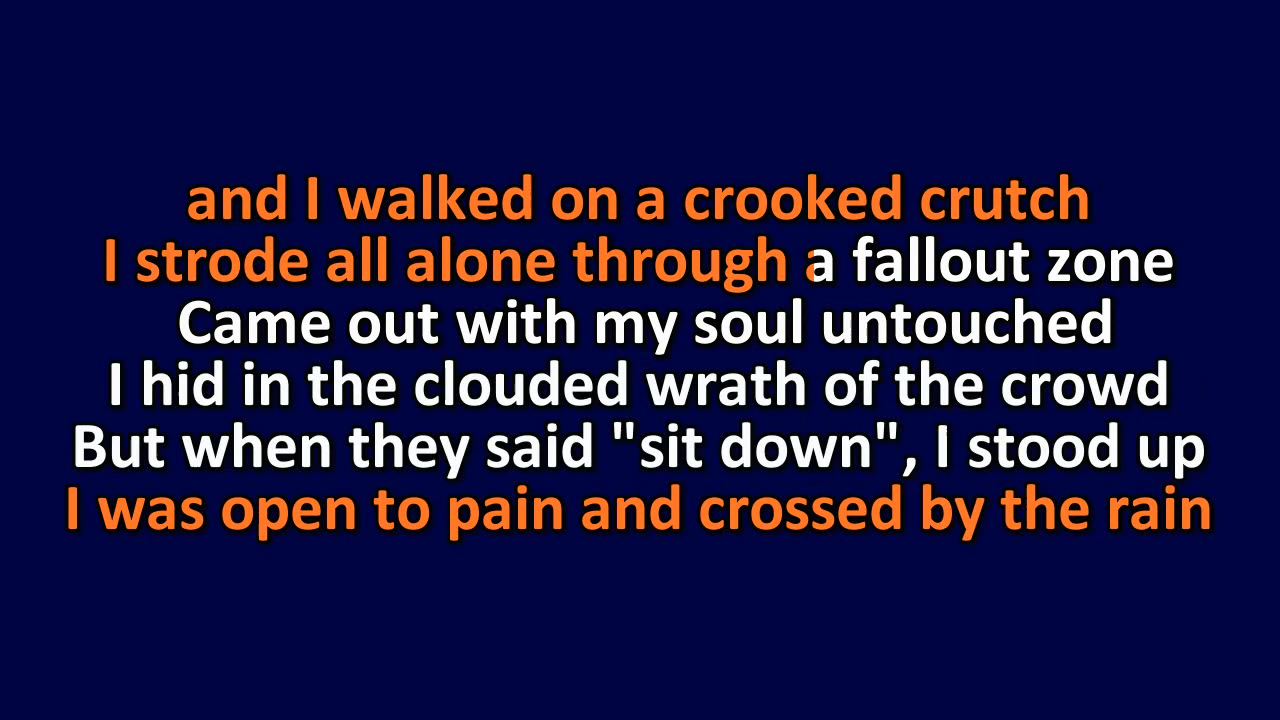 and I walked on a crooked crutch
I strode all alone through a fallout zone
Came out with my soul untouched
I hid in the clouded wrath of the crowd
But when they said "sit down", I stood up
I was open to pain and crossed by the rain